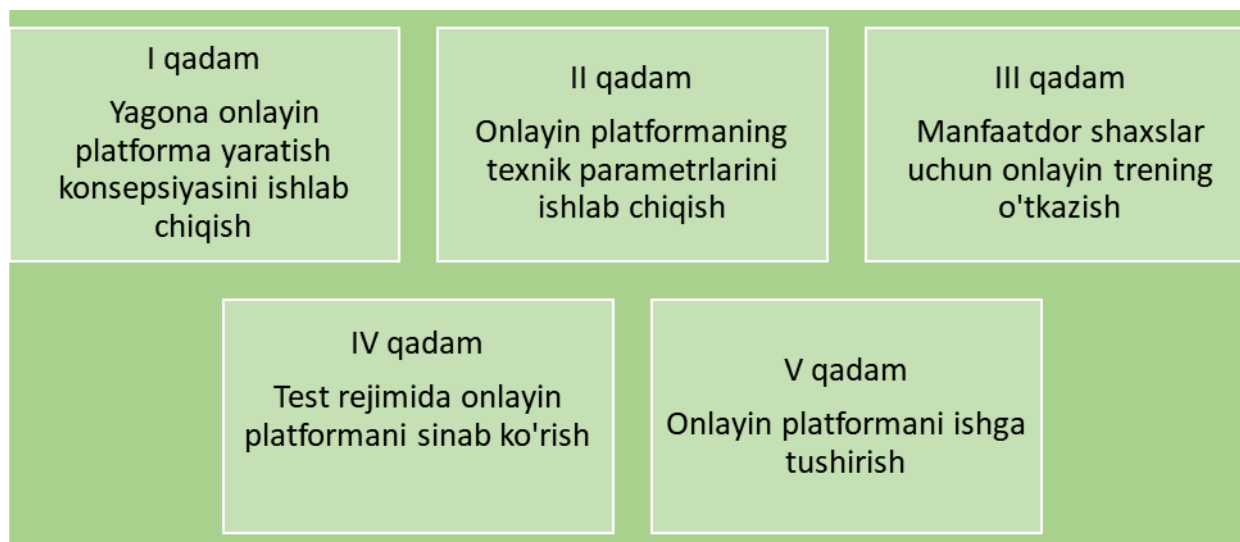 I qadam
Yagona onlayin
platforma yaratish
konsepsiyasini ishlab
chiqish
II qadam
Onlayin platformaning
texnik parametrlarini
ishlab chiqish
III qadam
Manfaatdor shaxslar
uchun onlayin trening
o'tkazish
IV qadam
Test rejimida onlayin
platformani sinab ko'rish
V qadam
Onlayin platformani ishga
tushirish